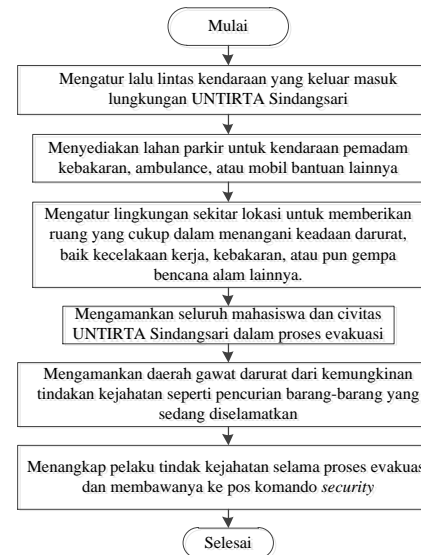 Mulai
Mengatur lalu lintas kendaraan yang keluar masuk
lungkungan UNTIRTA Sindangsari
Menyediakan lahan parkir untuk kendaraan pemadam
kebakaran, ambulance, atau mobil bantuan lainnya
Mengatur lingkungan sekitar lokasi untuk memberikan
ruang yang cukup dalam menangani keadaan darurat,
baik kecelakaan kerja, kebakaran, atau pun gempa
bencana alam lainnya.
Mengamankan seluruh mahasiswa dan civitas
UNTIRTA Sindangsari dalam proses evakuasi
Mengamankan daerah gawat darurat dari kemungkinan
tindakan kejahatan seperti pencurian barang-barang yang
sedang diselamatkan
Menangkap pelaku tindak kejahatan selama proses evakuas
dan membawanya ke pos komando security
Selesai